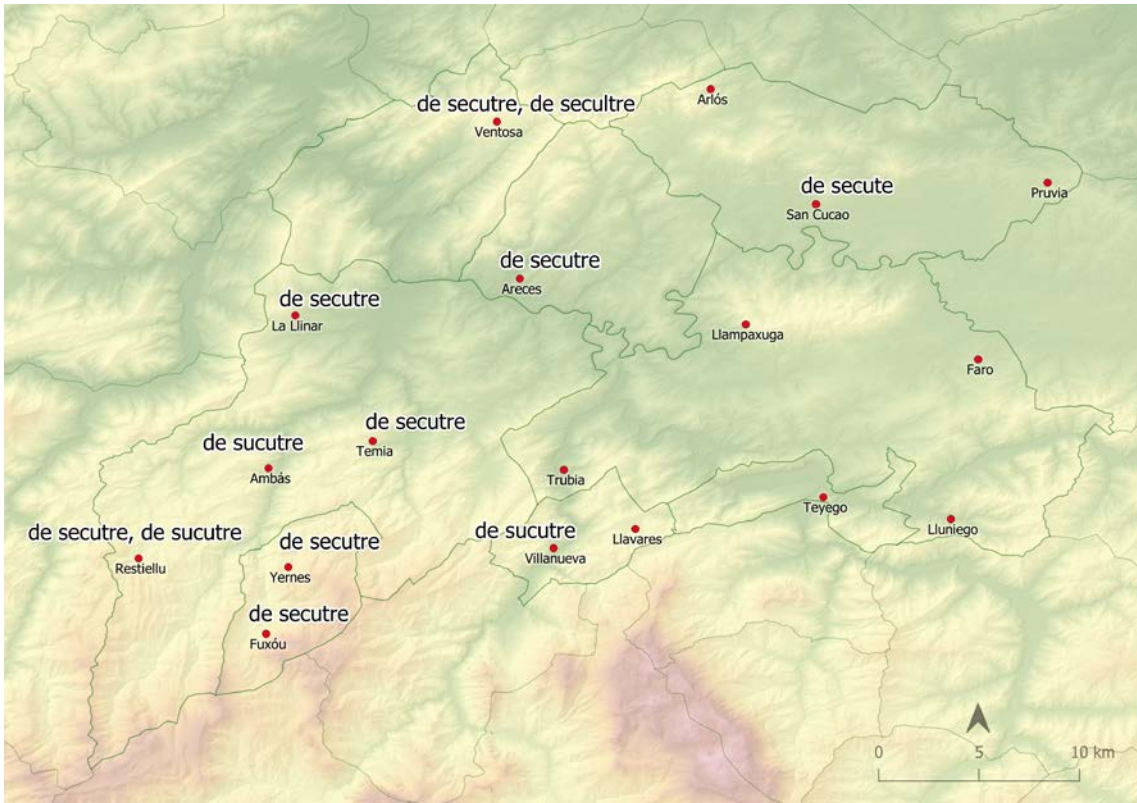 de secutre, de secultre
Ventosa
Arlós
de secute
San Cucao
Pruvia
de secutre
Areces
de secutre
La Llinar
Llampaxuga
Faro
de secutre
Temia
de sucutre
Ambás
Trubia
Teyego
Lluniego
de secutre, de sucutre
Restiellu
de secutre
Yernes
de sucutre
Villanueva
Llavares
de secutre
Fuxóu
0 5 10 km